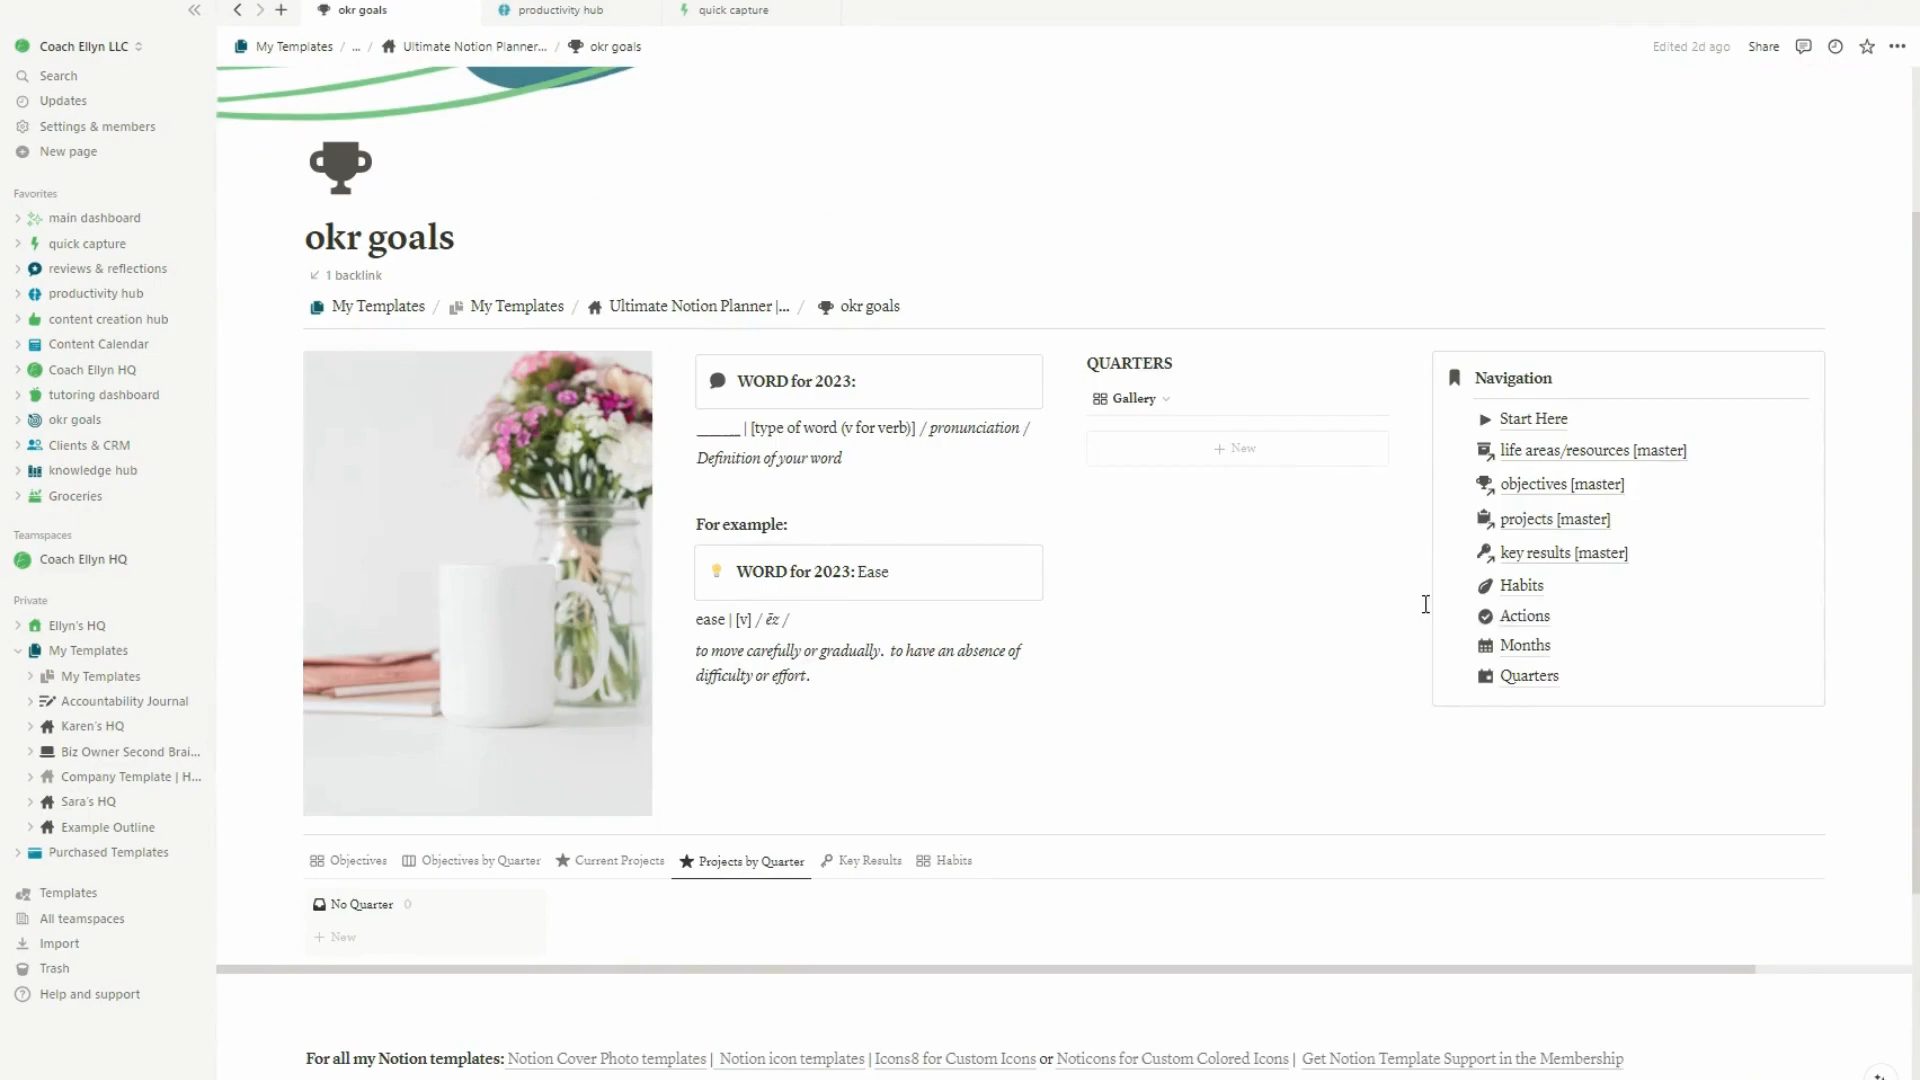 okr goals
productivity hub
quick capture
Coach Ellyn LLC
My Templates / ... / Ultimate Notion Planner... / okr goals
Edited 2d ago
Share
Search
Updates
Settings & members
New page
Favorites
main dashboard
quick capture
reviews & reflections
productivity hub
content creation hub
Content Calendar
Coach Ellyn HQ
tutoring dashboard
okr goals
Clients & CRM
knowledge hub
Groceries
Teamspaces
Coach Ellyn HQ
Private
Ellyn's HQ
My Templates
My Templates
Accountability Journal
Karen's HQ
Biz Owner Second Brai...
Company Template | H...
Sara's HQ
Example Outline
Purchased Templates
Templates
All teamspaces
Import
Trash
Help and support
okr goals
1 backlink
My Templates / My Templates / Ultimate Notion Planner |... / okr goals
WORD for 2023:
______ | [type of word (v for verb)] / pronunciation /
Definition of your word
For example:
WORD for 2023: Ease
ease | [v] / ēz /
to move carefully or gradually. to have an absence of
difficulty or effort.
QUARTERS
Gallery
+ New
Navigation
Start Here
life areas/resources [master]
objectives [master]
projects [master]
key results [master]
Habits
Actions
Months
Quarters
Objectives
Objectives by Quarter
Current Projects
Projects by Quarter
Key Results
Habits
No Quarter 0
+ New
For all my Notion templates: Notion Cover Photo templates | Notion icon templates | Icons8 for Custom Icons or Noticons for Custom Colored Icons | Get Notion Template Support in the Membership